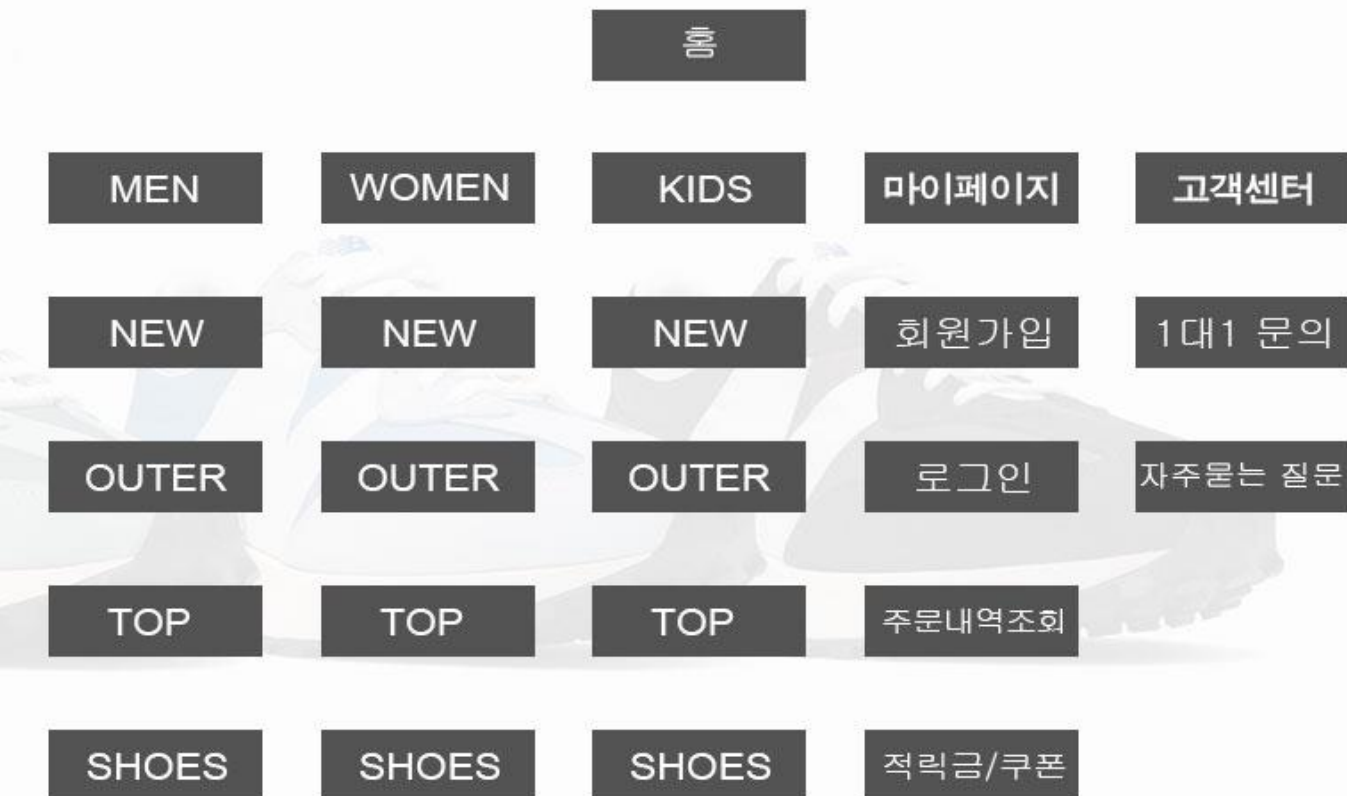 홈
MEN WOMEN KIDS 마이페이지 고객센터
NEW NEW NEW 회원가입 1대1 문의
OUTER OUTER OUTER 로그인 자주묻는 질문
TOP TOP TOP 주문내역조회
SHOES SHOES SHOES 적릭금/쿠폰